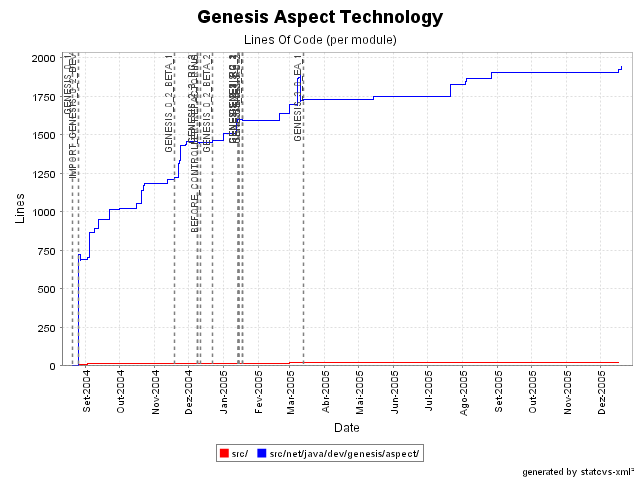 Genesis Aspect Technology
Lines Of Code (per module)
Lines
2000
1750
1500
1250
1000
750
500
250
0
GENESIS_0_2_BETA_1
GENESIS_0_2_BETA_2
Set-2004
Out-2004
Nov-2004
Dez-2004
Jan-2005
Fev-2005
Mar-2005
Abr-2005
Mai-2005
Jun-2005
Jul-2005
Ago-2005
Set-2005
Out-2005
Nov-2005
Dez-2005
Date
src/
src/net/java/dev/genesis/aspect/
generated by statcvs-xml²